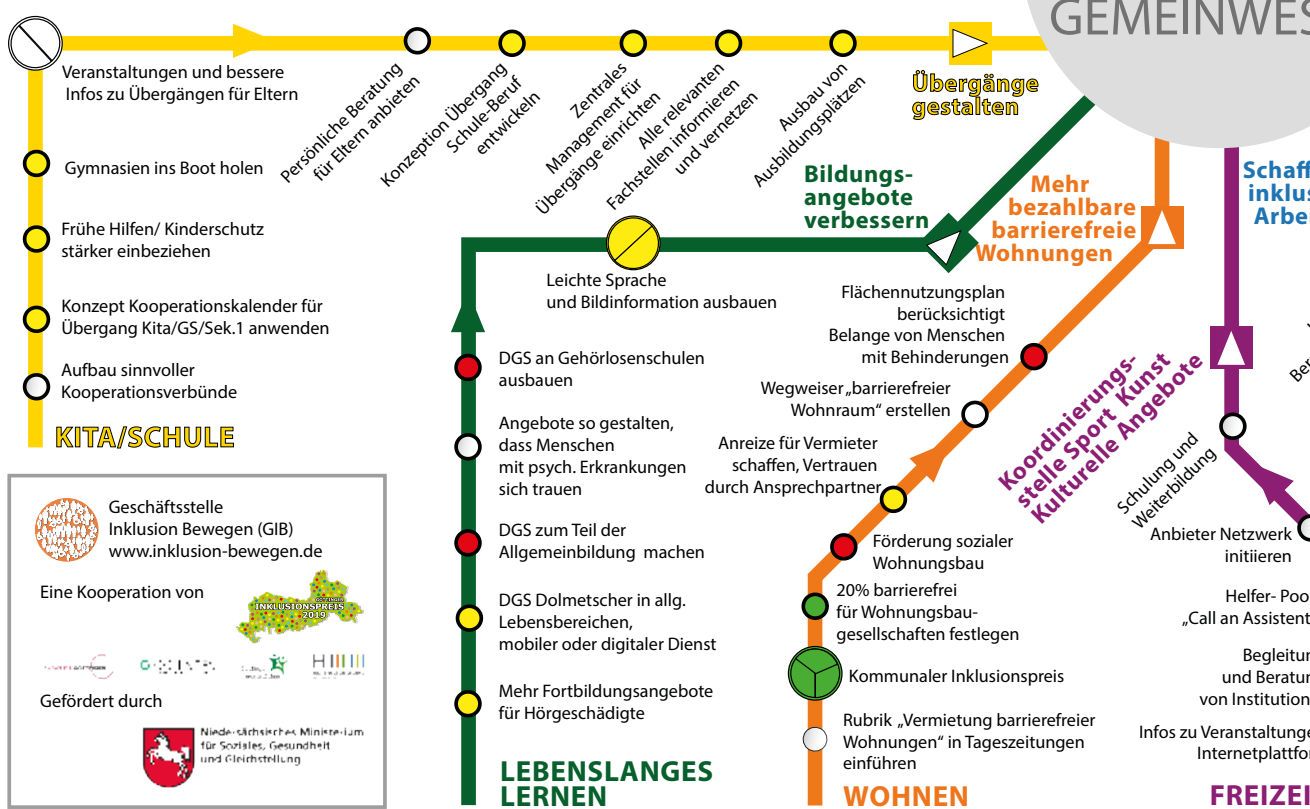 GEMEINWES
Veranstaltungen und bessere
Infos zu Übergängen für Eltern
Persönliche Beratung
für Eltern anbieten
Konzeption Übergang
Schule-Beruf
entwickeln
Zentrales
Management für
Übergänge einrichten
Alle relevanten
Fachstellen informieren
und vernetzen
Ausbau von
Ausbildungsplätzen
Übergänge
gestalten
Gymnasien ins Boot holen
Frühe Hilfen/ Kinderschutz
stärker einbeziehen
Konzept Kooperationskalender für
Übergang Kita/GS/Sek.1 anwenden
Aufbau sinnvoller
Kooperationsverbünde
KITA/SCHULE
Bildungs-
angebote
verbessern
Leichte Sprache
und Bildinformation ausbauen
DGS an Gehörlosenschulen
ausbauen
Angebote so gestalten,
dass Menschen
mit psych. Erkrankungen
sich trauen
DGS zum Teil der
Allgemeinbildung machen
DGS Dolmetscher in allg.
Lebensbereichen,
mobiler oder digitaler Dienst
Mehr Fortbildungsangebote
für Hörgeschädigte
LEBENSLANGES
LERNEN
Mehr
bezahlbare
barrierefreie
Wohnungen
Flächennutzungsplan
berücksichtigt
Belange von Menschen
mit Behinderungen
Wegweiser „barrierefreier
Wohnraum“ erstellen
Anreize für Vermieter
schaffen, Vertrauen
durch Ansprechpartner
Förderung sozialer
Wohnungsbau
20% barrierefrei
für Wohnungsbau-
gesellschaften festlegen
Kommunaler Inklusionspreis
Rubrik „Vermietung barrierefreier
Wohnungen“ in Tageszeitungen
einführen
WOHNEN
Schaff
inklus
Arbe
Ber
Koordinierungs-
stelle Sport Kunst
Kulturelle Angebote
Schulung und
Weiterbildung
Anbieter Netzwerk
initiieren
Helfer- Poo
„Call an Assistent
Begleitun
und Beratun
von Institution
Infos zu Veranstaltunge
Internetplattfor
FREIZEI
Geschäftsstelle
Inklusion Bewegen (GIB)
www.inklusion-bewegen.de
Eine Kooperation von
GÖTTINGEN
INKLUSIONSPREIS
2019
Gefördert durch
Niedersächsisches Ministerium
für Soziales, Gesundheit
und Gleichstellung